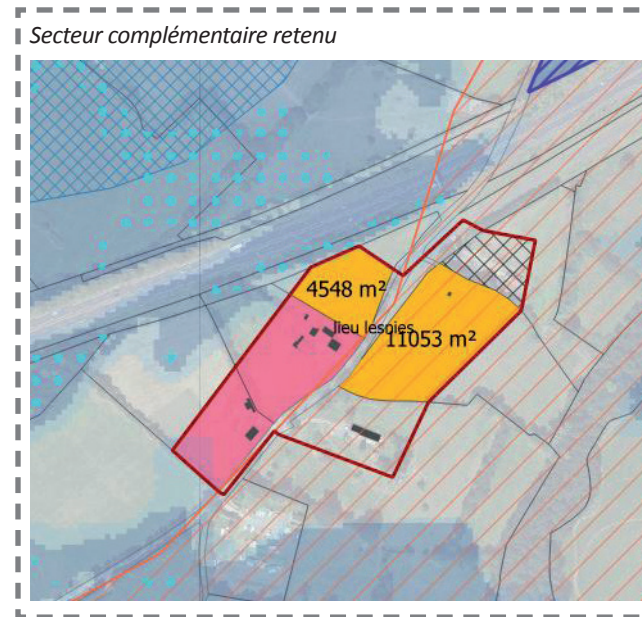 Secteur complémentaire retenu
4548 m²
lieu lespies
11053 m²